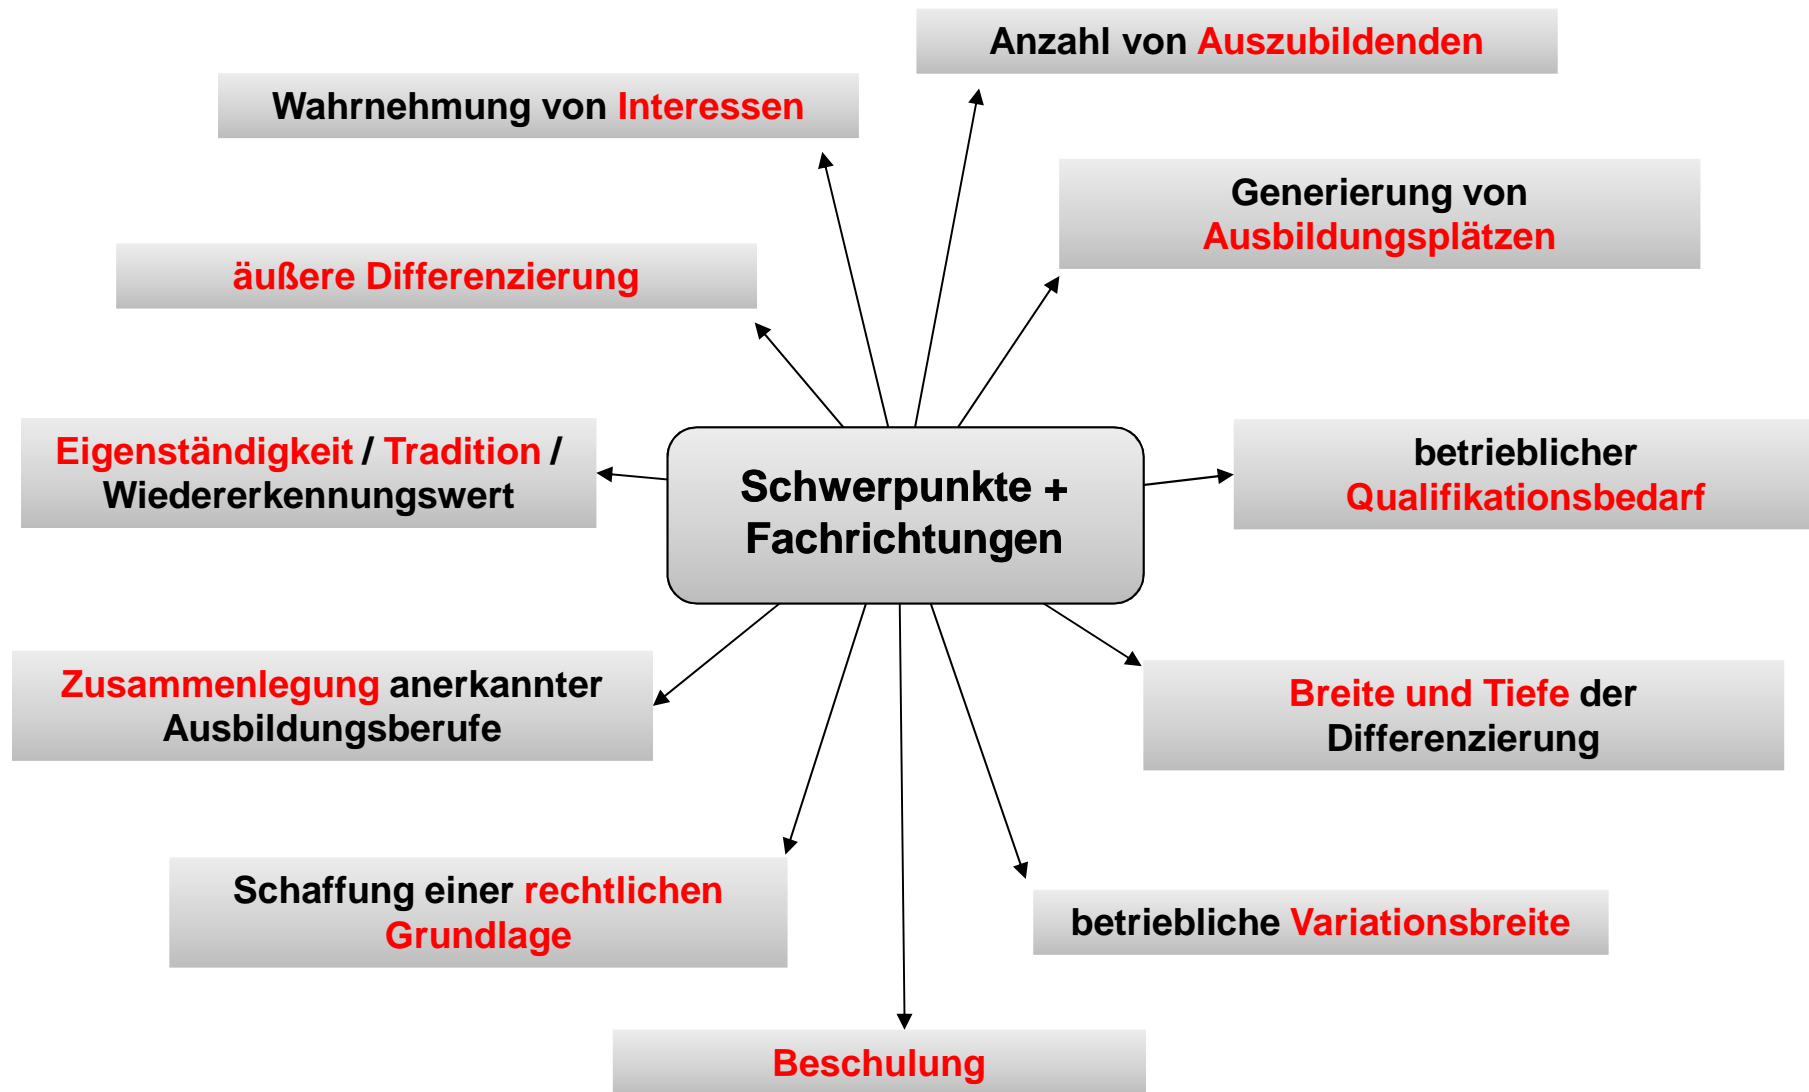 Anzahl von Auszubildenden
Wahrnehmung von Interessen
Generierung von
Ausbildungsplätzen
äußere Differenzierung
Eigenständigkeit / Tradition /
Wiedererkennungswert
Schwerpunkte +
Fachrichtungen
betrieblicher
Qualifikationsbedarf
Zusammenlegung anerkannter
Ausbildungsberufe
Breite und Tiefe der
Differenzierung
Schaffung einer rechtlichen
Grundlage
betriebliche Variationsbreite
Beschulung